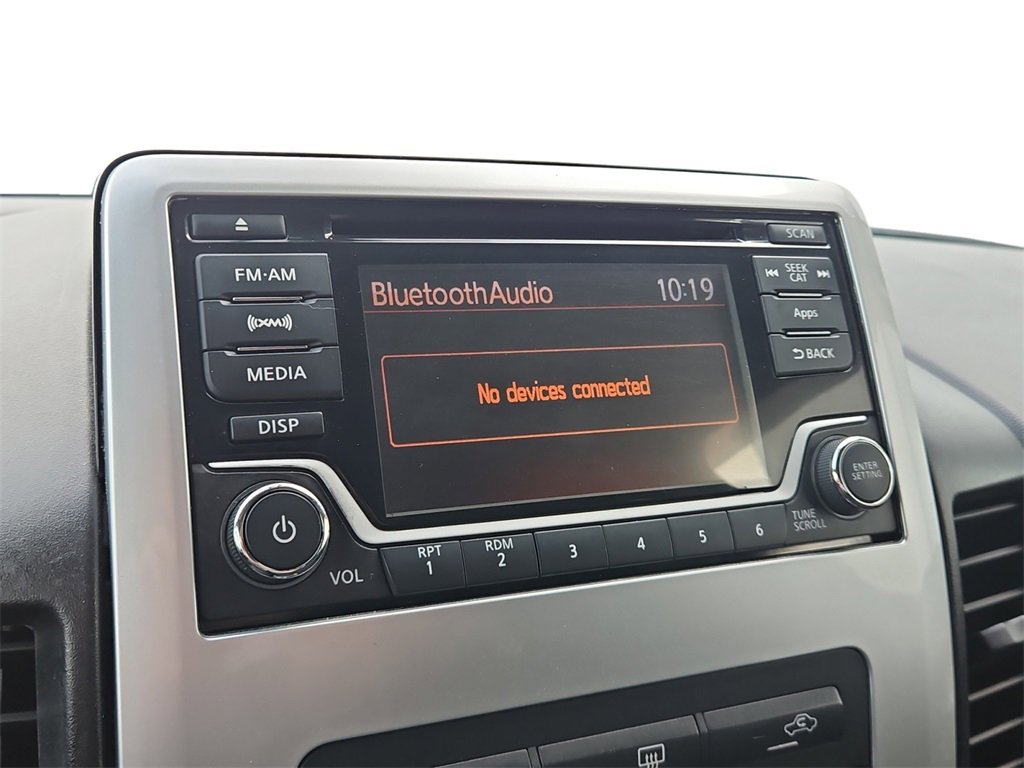 SCAN
FM·AM
SEEK
CAT
XM
Apps
MEDIA
BACK
DISP
BluetoothAudio 10:19
No devices connected
ENTER
SETTING
TUNE
SCROLL
VOL
RPT
1
RDM
2
3
4
5
6